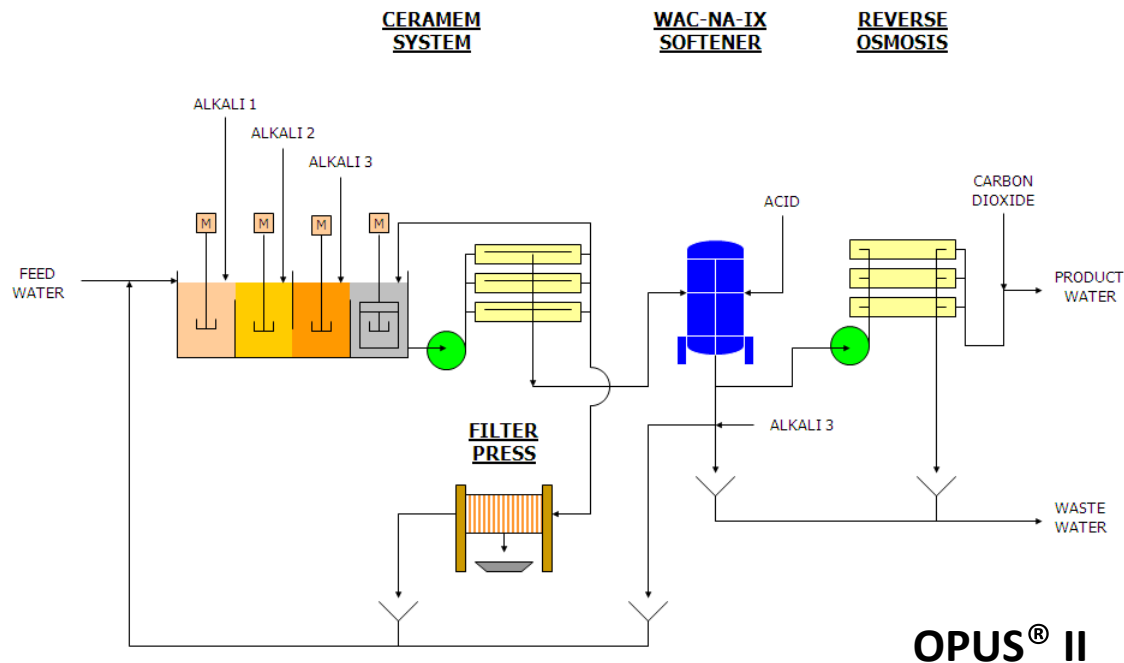 CERAMEM
SYSTEM
WAC-NA-IX
SOFTENER
REVERSE
OSMOSIS
ALKALI 1
ALKALI 2
ALKALI 3
M
M
M
M
ACID
CARBON
DIOXIDE
FEED
WATER
PRODUCT
WATER
FILTER
PRESS
ALKALI 3
WASTE
WATER
OPUS® II